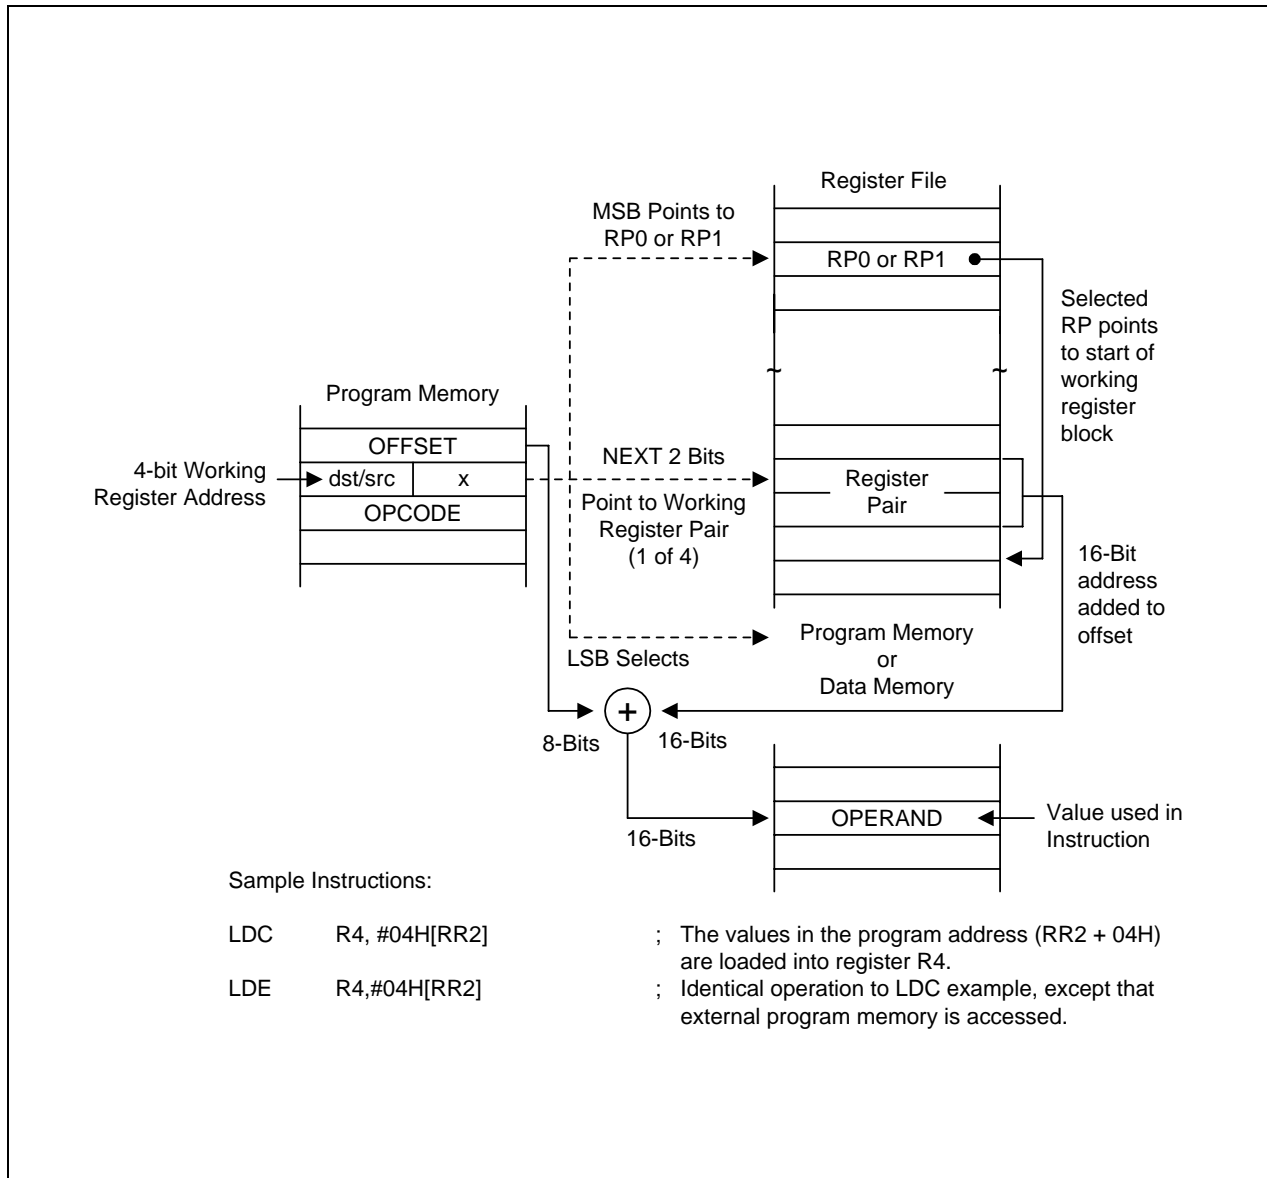 Register File
MSB Points to
RP0 or RP1
RP0 or RP1
Selected
RP points
to start of
working
register
block
~
~
Program Memory
OFFSET
4-bit Working
Register Address
dst/src
x
OPCODE
NEXT 2 Bits
Point to Working
Register Pair
(1 of 4)
Register
Pair
16-Bit
address
added to
offset
LSB Selects
Program Memory
or
Data Memory
+
8-Bits
16-Bits
16-Bits
OPERAND
Value used in
Instruction
Sample Instructions:
LDC R4, #04H[RR2] ; The values in the program address (RR2 + 04H)
are loaded into register R4.
LDE R4,#04H[RR2] ; Identical operation to LDC example, except that
external program memory is accessed.